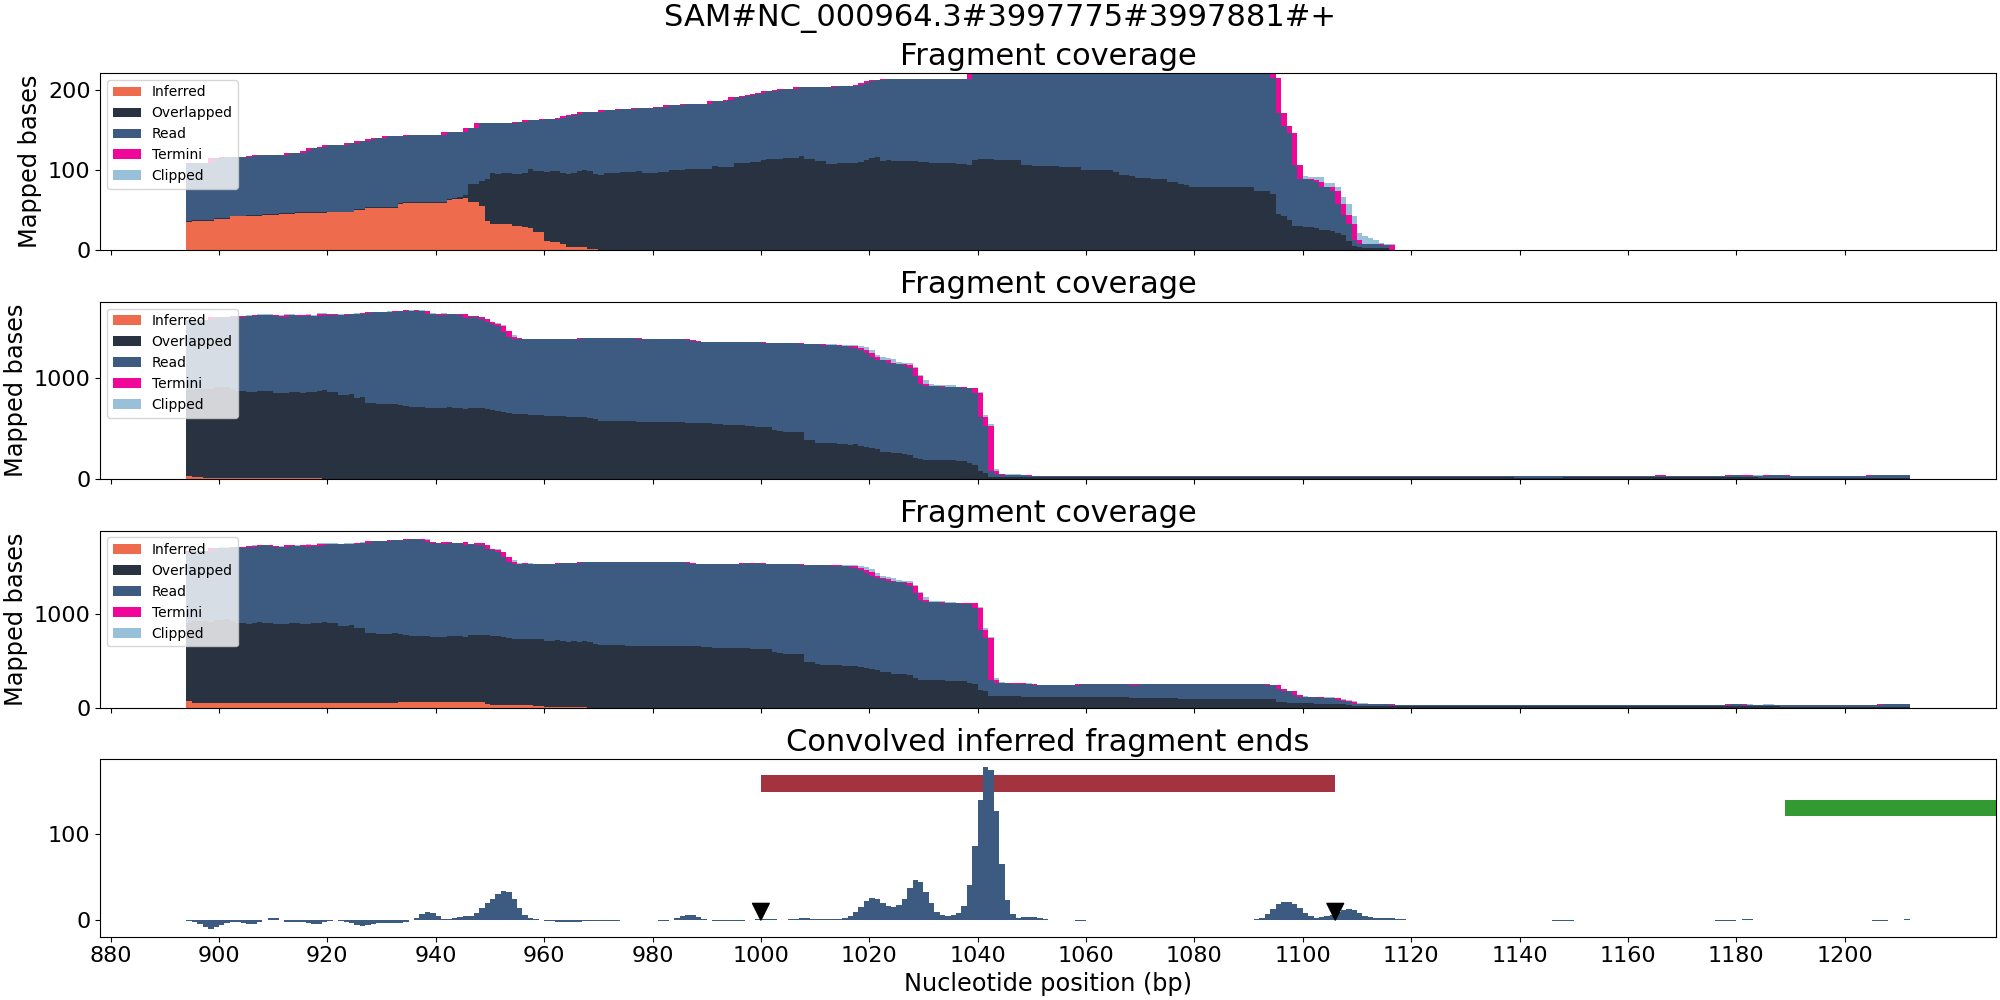 SAM#NC_000964.3#3997775#3997881#+
Fragment coverage
Mapped bases
200
100
0
Inferred
Overlapped
Read
Termini
Clipped
Fragment coverage
Mapped bases
1000
0
Inferred
Overlapped
Read
Termini
Clipped
Fragment coverage
Mapped bases
1000
0
Inferred
Overlapped
Read
Termini
Clipped
Convolved inferred fragment ends
100
0
880 900 920 940 960 980 1000 1020 1040 1060 1080 1100 1120 1140 1160 1180 1200
Nucleotide position (bp)